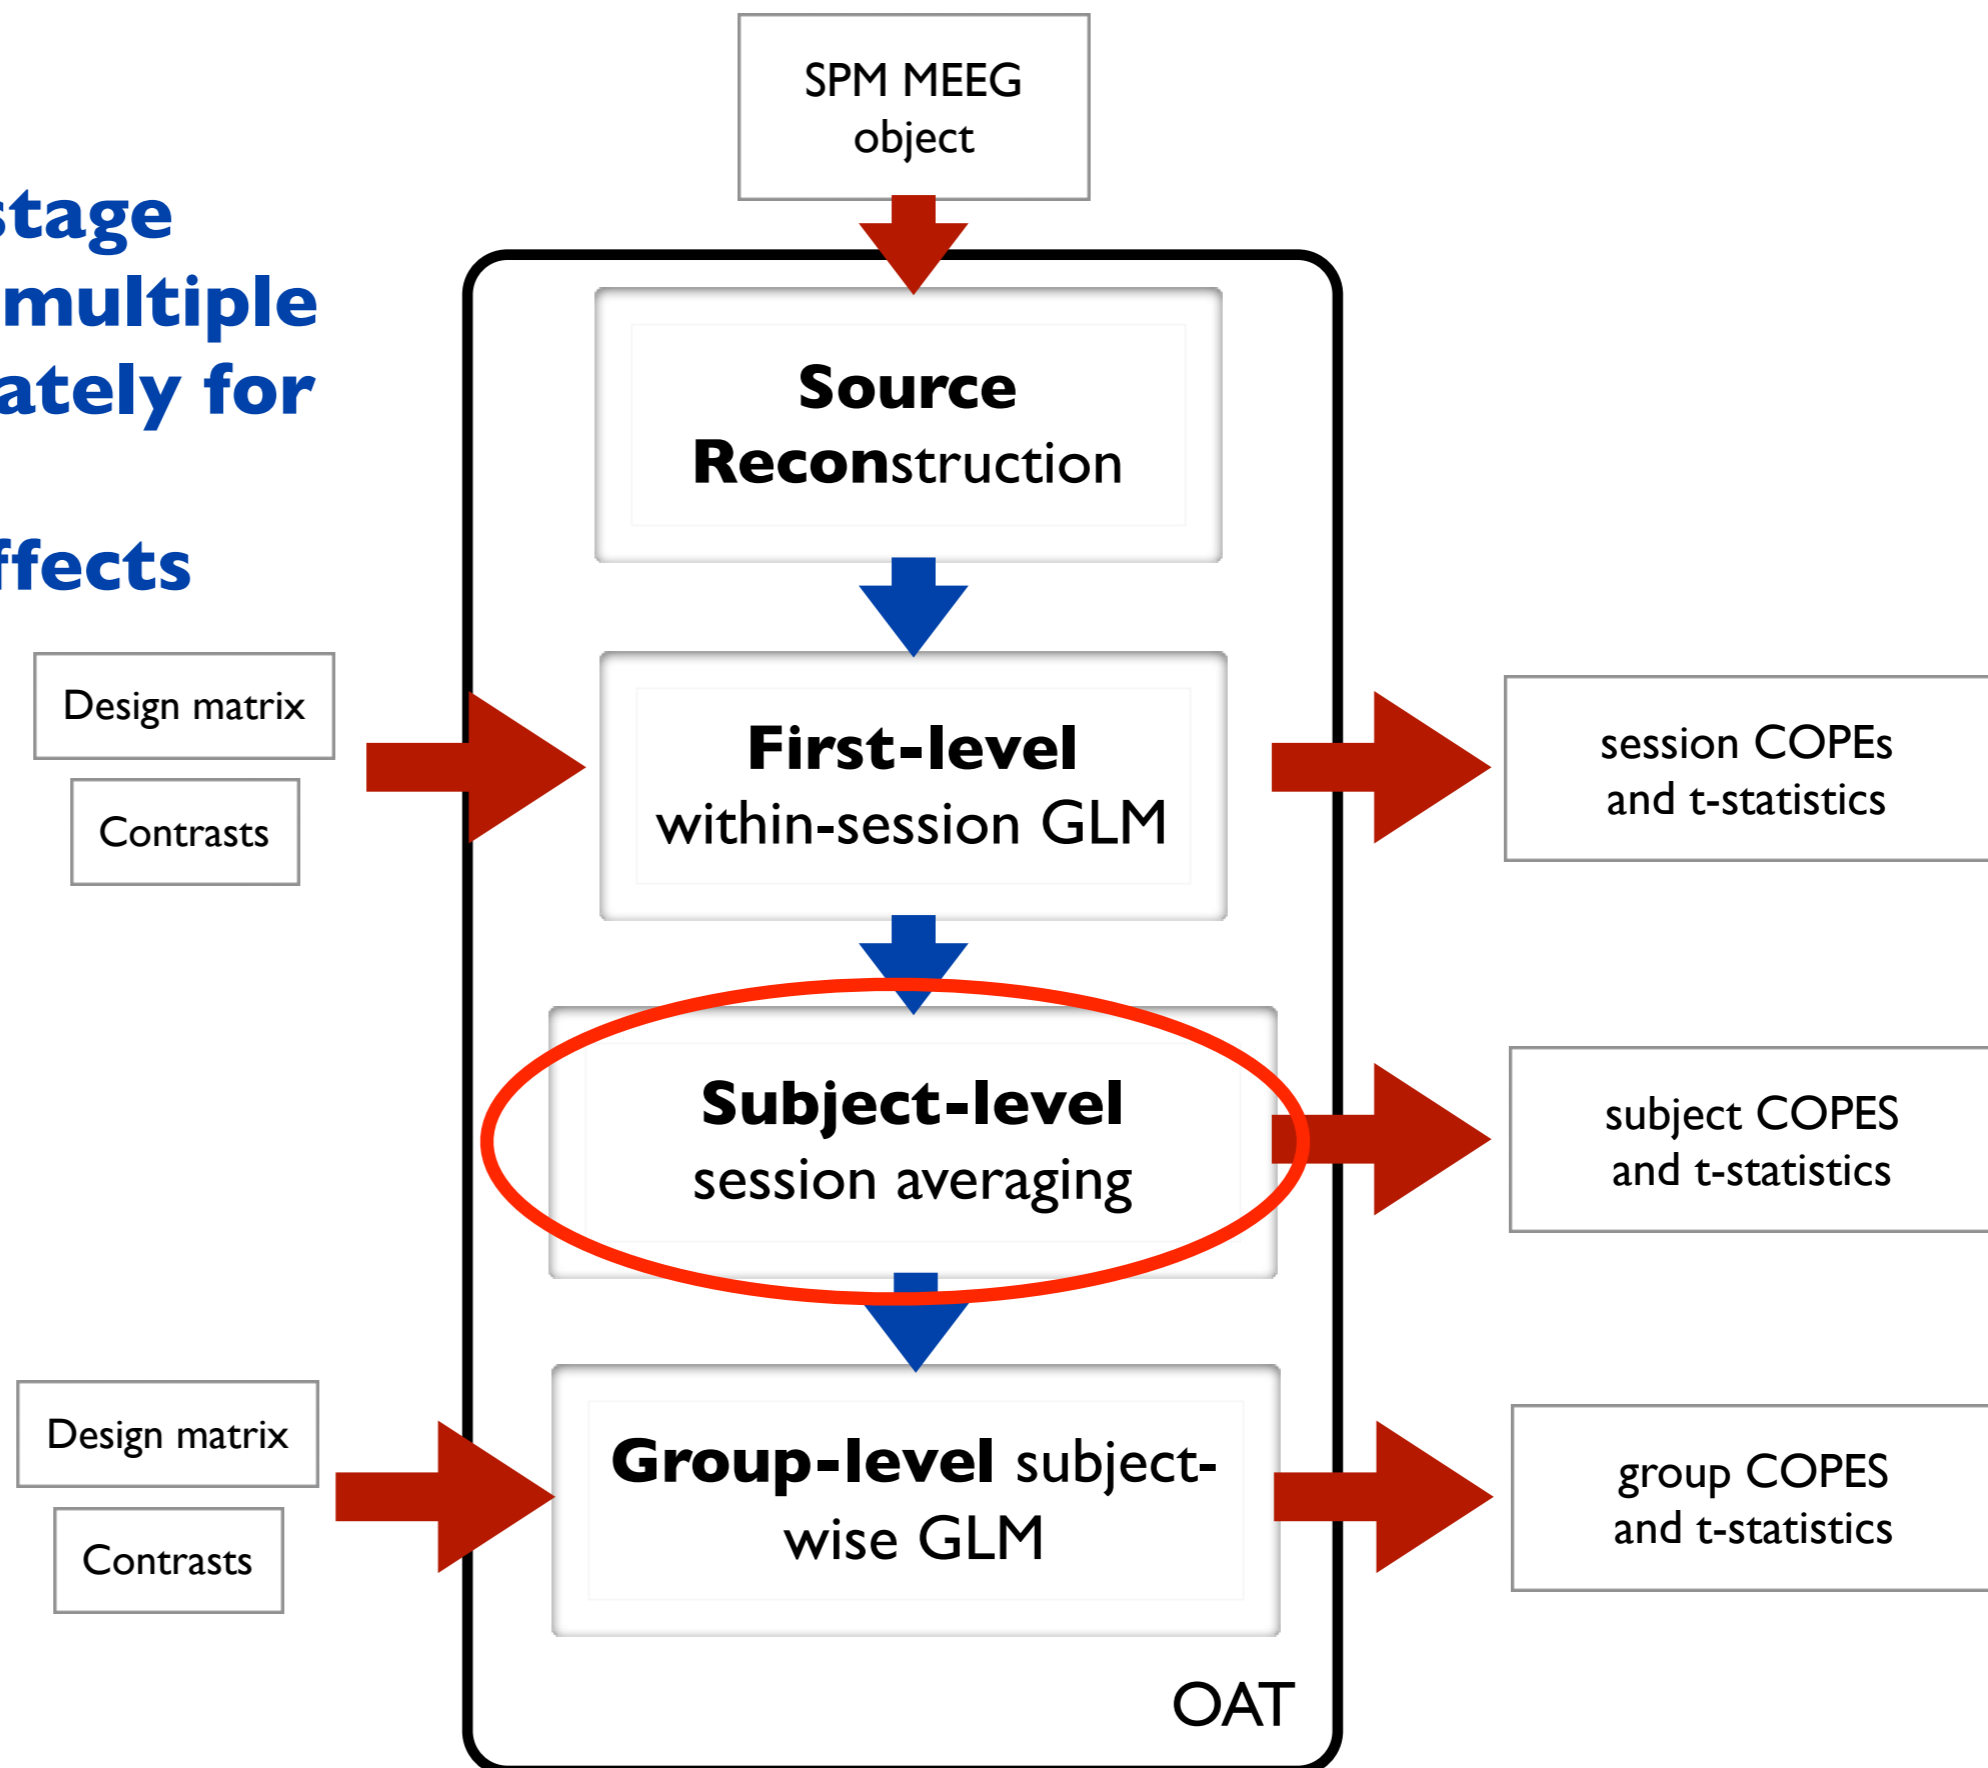 SPM MEEG
object
stage
multiple
ately for
ffects
Source
Reconstruction
Design matrix
Contrasts
First-level
within-session GLM
session COPEs
and t-statistics
Subject-level
session averaging
subject COPES
and t-statistics
Design matrix
Contrasts
Group-level subject-
wise GLM
group COPES
and t-statistics
OAT